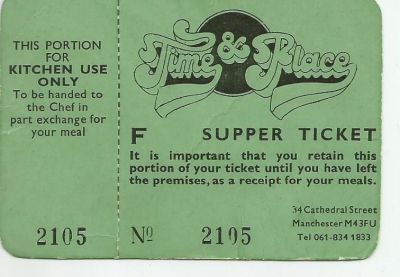 THIS PORTION
FOR
KITCHEN USE
ONLY
To be handed to
the Chef in
part exchange for
your meal
2105
Time & Place
F SUPPER TICKET
It is important that you retain this
portion of your ticket until you have left
the premises, as a receipt for your meals.
34 Cathedral Street
Manchester M43FU
Tel 061-834 1833
No 2105